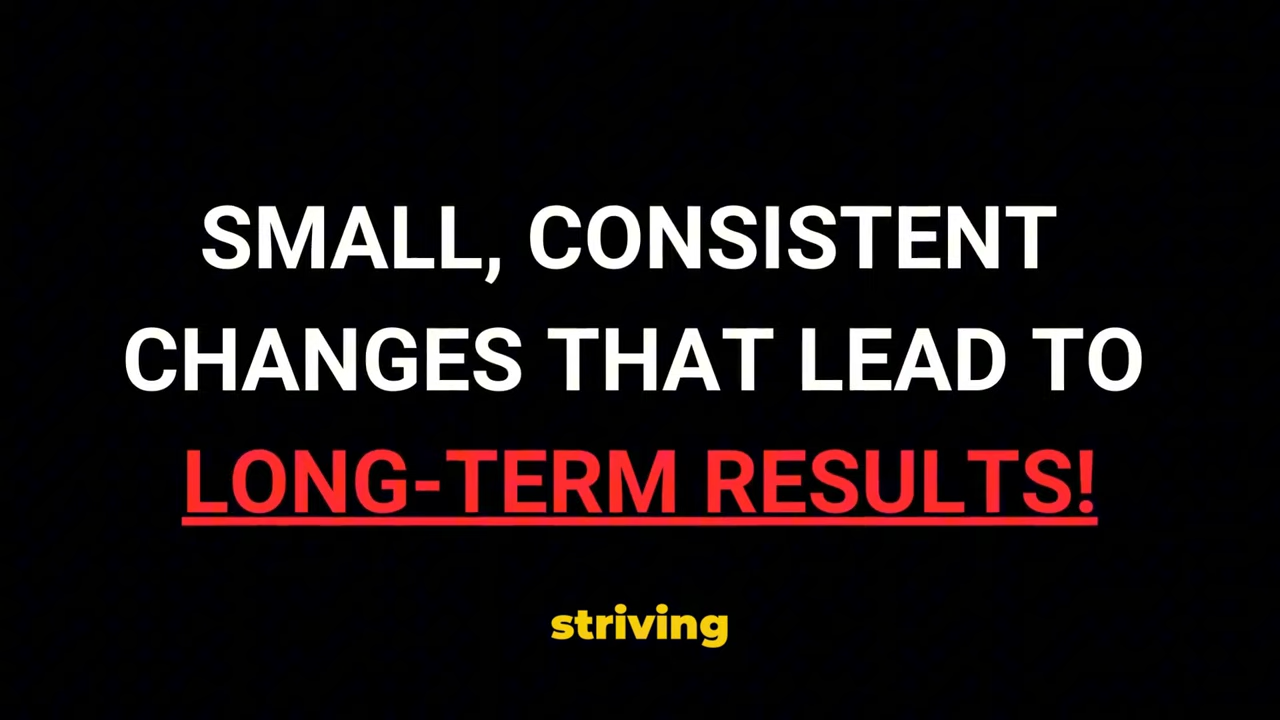 SMALL, CONSISTENT
CHANGES THAT LEAD TO
LONG-TERM RESULTS!
striving